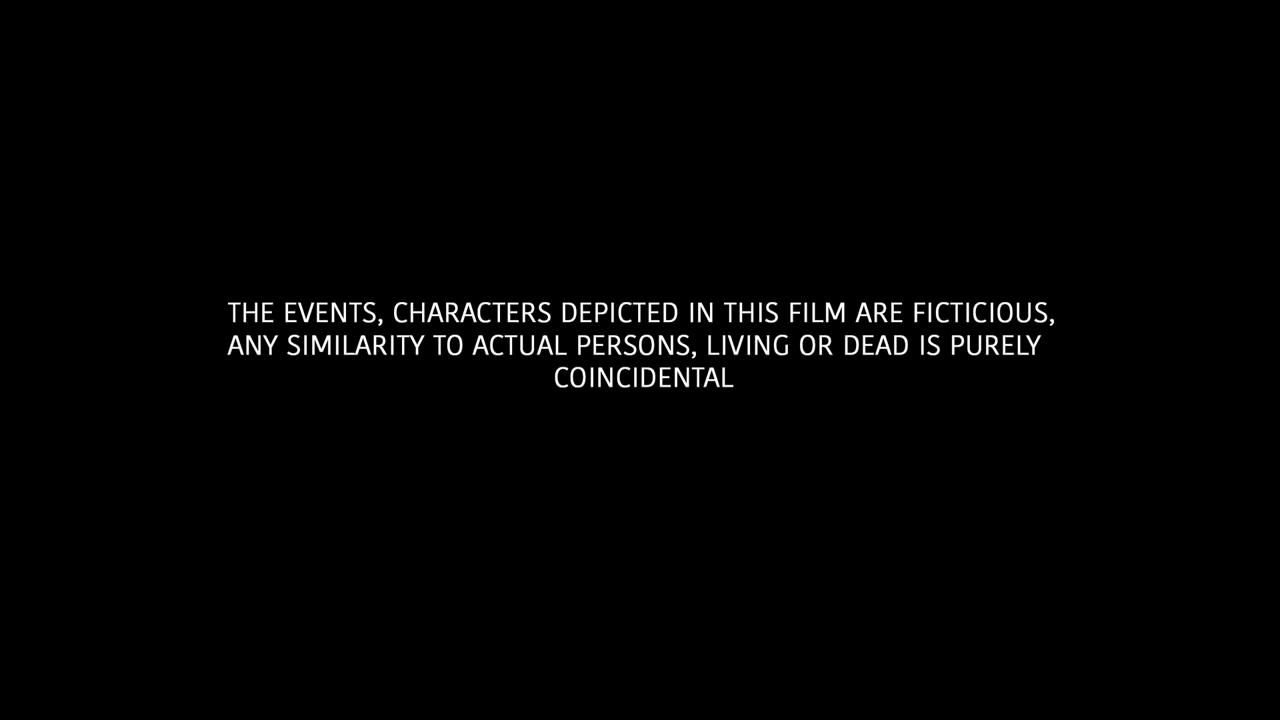 THE EVENTS, CHARACTERS DEPICTED IN THIS FILM ARE FICTICIOUS,
ANY SIMILARITY TO ACTUAL PERSONS, LIVING OR DEAD IS PURELY
COINCIDENTAL